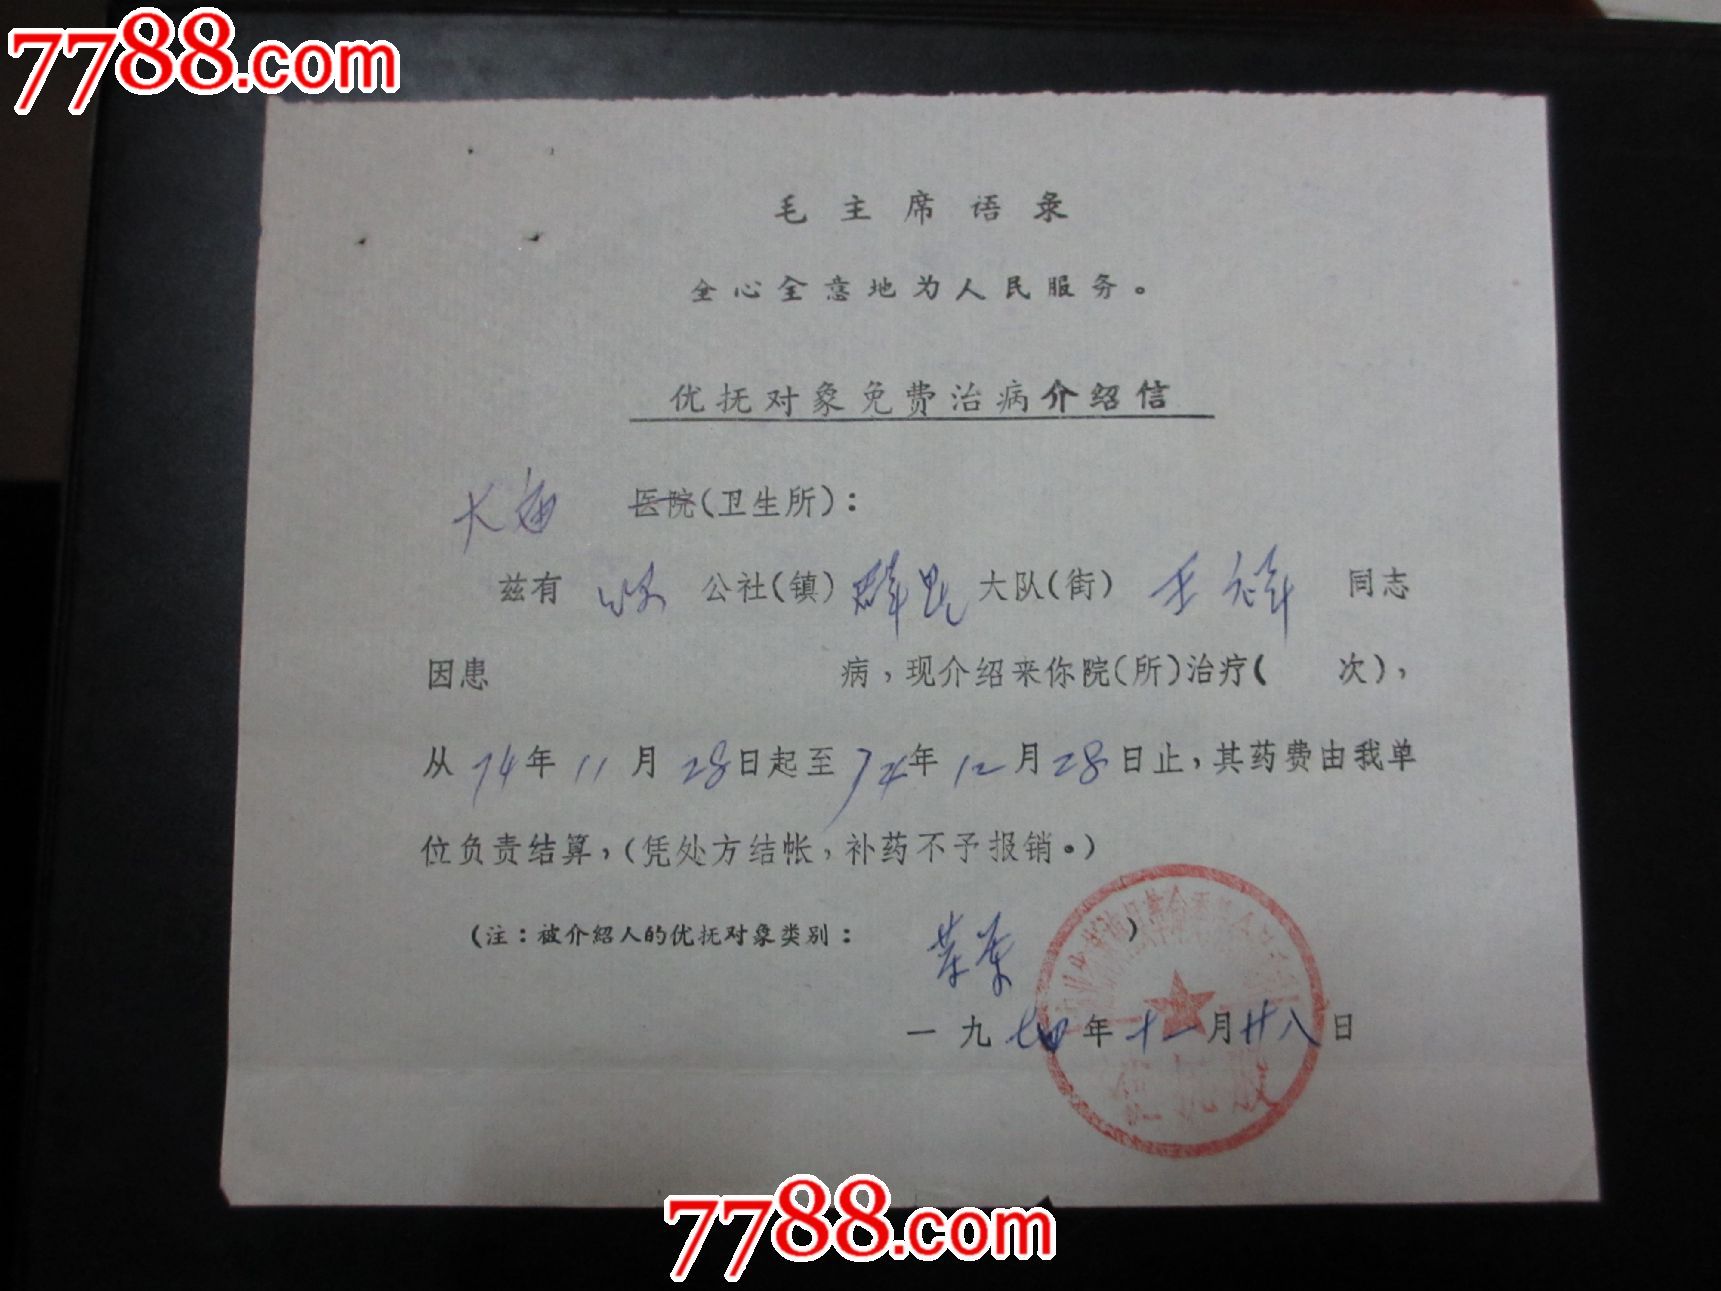 7788.com
毛主席语录
全心全意地为人民服务。
优抚对象免费治病介绍信
大海 医院(卫生所):
兹有 公社(镇) 群 大队(街) 王 同志
因患 病,现介绍来你院(所)治疗( 次),
从74年11月28日起至74年12月28日止,其药费由我单
位负责结算,(凭处方结帐,补药不予报销。)
(注:被介紹人的优抚对象类别: )
一九七四年十一月廿八日
7788.com